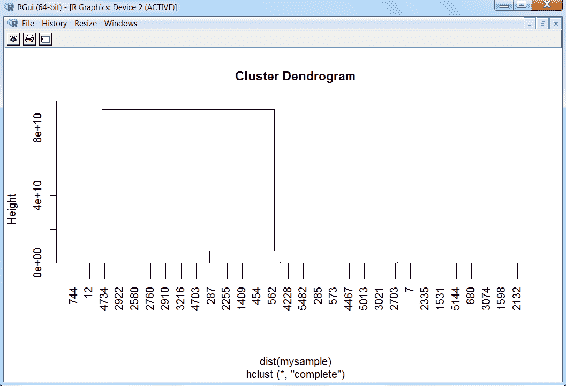 RGui (64-bit) - [R Graphics: Device 2 (ACTIVE)]
File History Resize Windows
Cluster Dendrogram
Height
0e+00 4e+10 8e+10
744 12 4734 2922 2580 2760 2910 3216 4703 287 2255 1409 454 562 4228 5482 285 573 4467 5013 3021 2703 7 2335 1531 5144 680 3074 1598 2132
dist(mysample)
hclust (*, "complete")